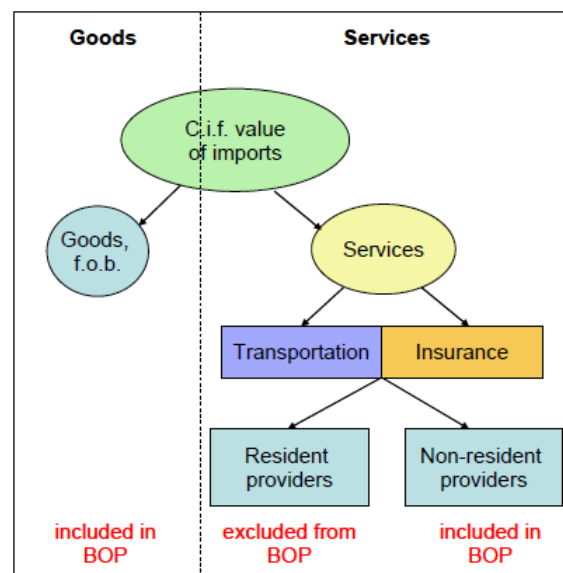 Goods
Services
C.i.f. value
of imports
Goods,
f.o.b.
Services
Transportation
Insurance
Resident
providers
Non-resident
providers
included in
BOP
excluded from
BOP
included in
BOP